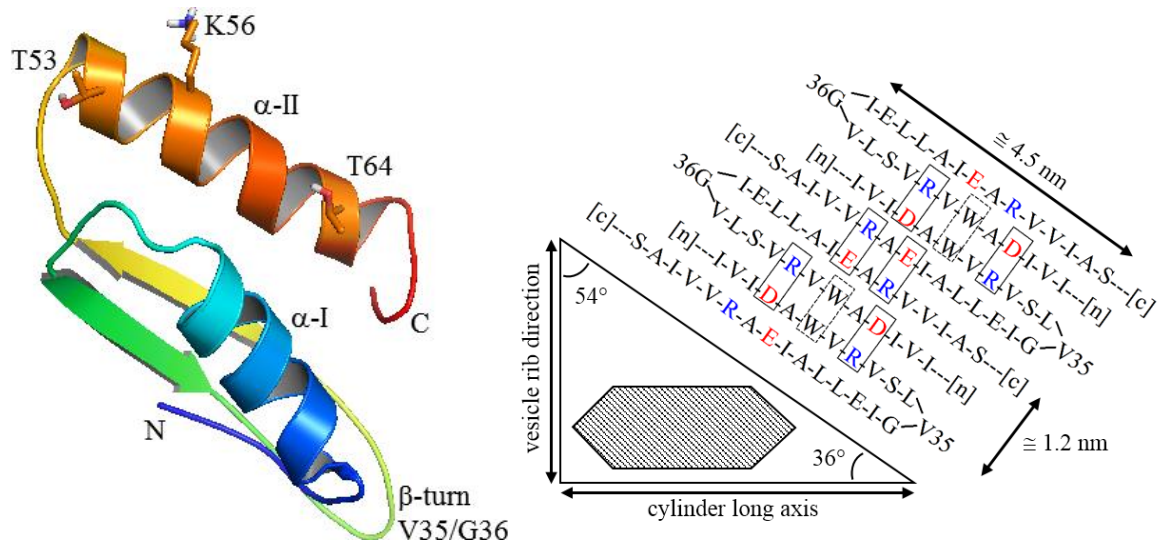 K56
T53
α-II
T64
α-I
C
N
β-turn
V35/G36
36G
I-E-L-L-A-I-E-A-R-V-V-I-A-S---[c]
V-L-S-V-R-V-W-A-D-I-V-I---[n]
[n]---I-V-I-D-A-W-V-R-V-S-L
V35
[c]---S-A-I-V-V-R-A-E-I-A-L-L-E-I-G
36G
I-E-L-L-A-I-E-A-R-V-V-I-A-S---[c]
V-L-S-V-R-V-W-A-D-I-V-I---[n]
[n]---I-V-I-D-A-W-V-R-V-S-L
V35
[c]---S-A-I-V-V-R-A-E-I-A-L-L-E-I-G
≅ 4.5 nm
≅ 1.2 nm
54°
36°
vesicle rib direction
cylinder long axis